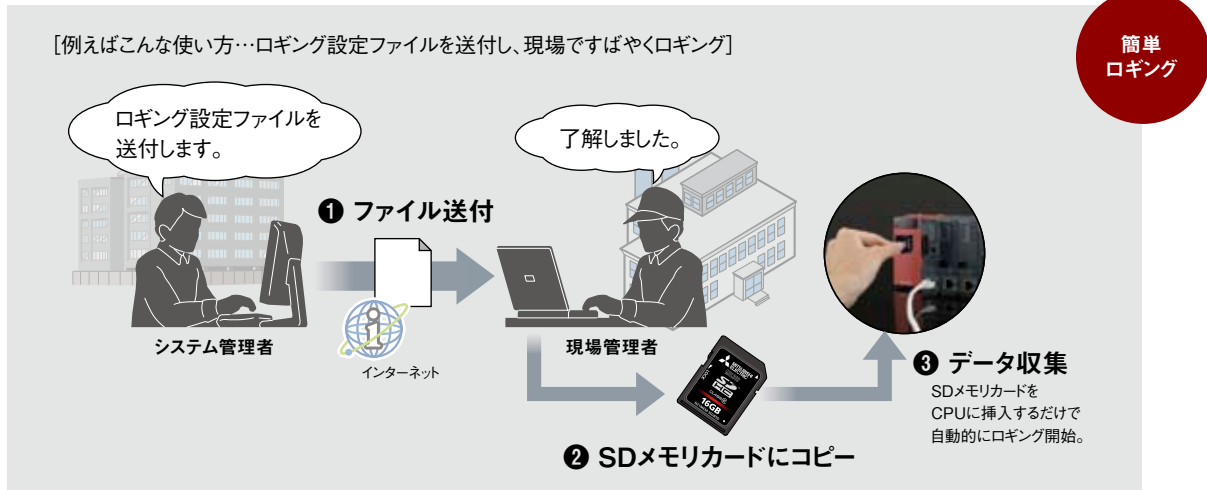 [例えばこんな使い方…ロギング設定ファイルを送付し、現場ですばやくロギング]
簡単
ロギング
ロギング設定ファイルを
送付します。
了解しました。
❶ ファイル送付
システム管理者
インターネット
現場管理者
MITSUBISHI
ELECTRIC
SD
HC
16GB
❷ SDメモリカードにコピー
❸ データ収集
SDメモリカードを
CPUに挿入するだけで
自動的にロギング開始。